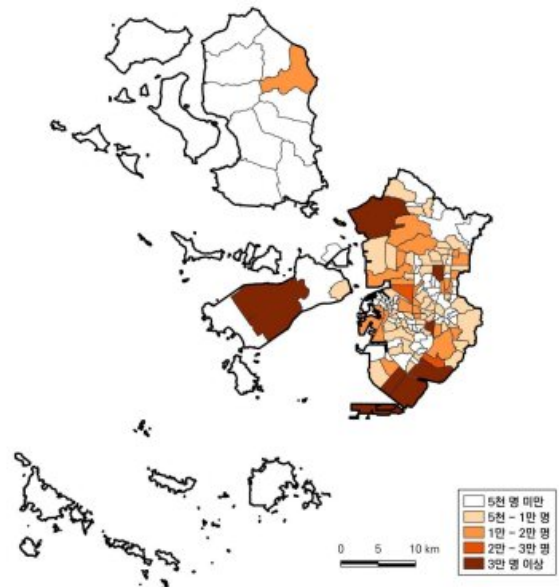 5천 명 미만
5천 – 1만 명
1만 – 2만 명
2만 – 3만 명
3만 명 이상
0 5 10 km